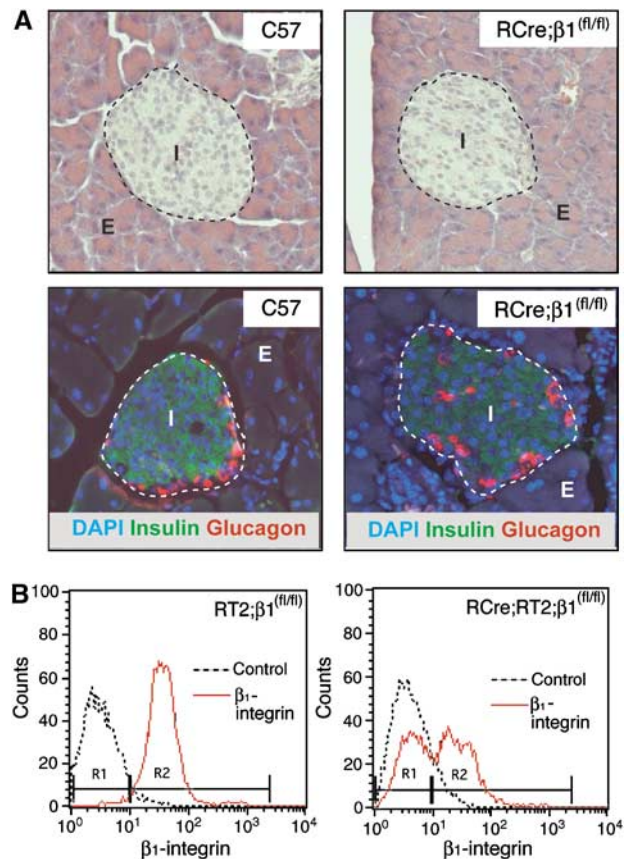 A
C57
RCre;β1(fl/fl)
I
E
I
E
C57
RCre;β1(fl/fl)
I
E
I
E
DAPI Insulin Glucagon
DAPI Insulin Glucagon
B
RT2;β1(fl/fl)
Counts
100
80
60
40
20
0
Control
β1-
integrin
R1
R2
10^0 10^1 10^2 10^3 10^4
β1-integrin
RCre;RT2;β1(fl/fl)
Counts
100
80
60
40
20
0
Control
β1-
integrin
R1
R2
10^0 10^1 10^2 10^3 10^4
β1-integrin